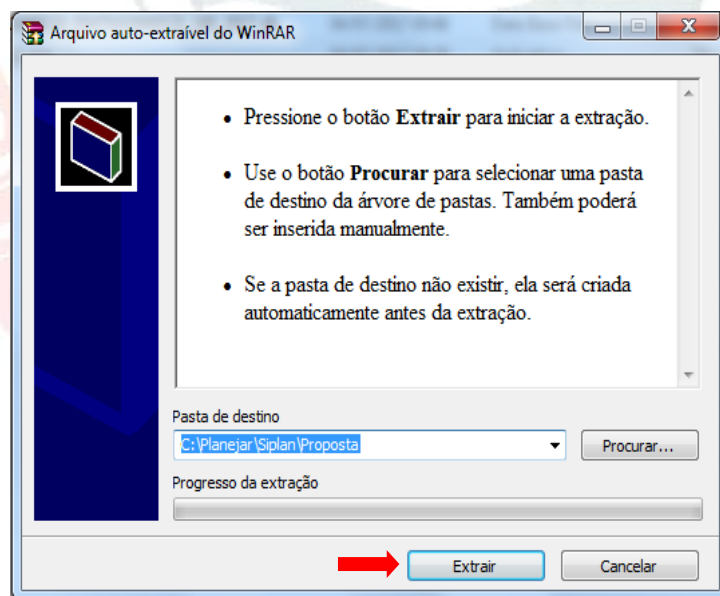 Arquivo auto-extraível do WinRAR
• Pressione o botão Extrair para iniciar a extração.
• Use o botão Procurar para selecionar uma pasta
de destino da árvore de pastas. Também poderá
ser inserida manualmente.
• Se a pasta de destino não existir, ela será criada
automaticamente antes da extração.
Pasta de destino
C:\Planejar\Siplan\Proposta
Procurar...
Progresso da extração
Extrair
Cancelar